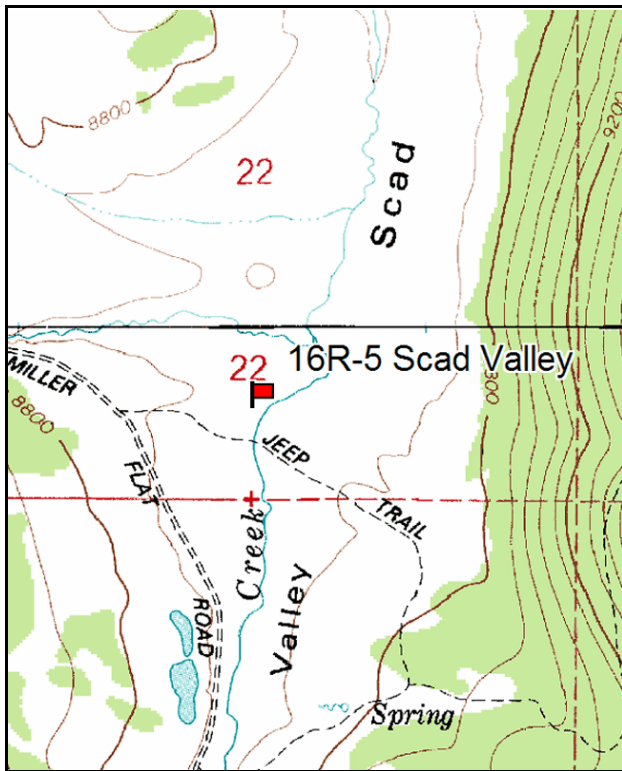 8800
9200
22
Scad
22
16R-5 Scad Valley
MILLER
8800
FLAT
ROAD
JEEP
TRAIL
Creek
Valley
Spring